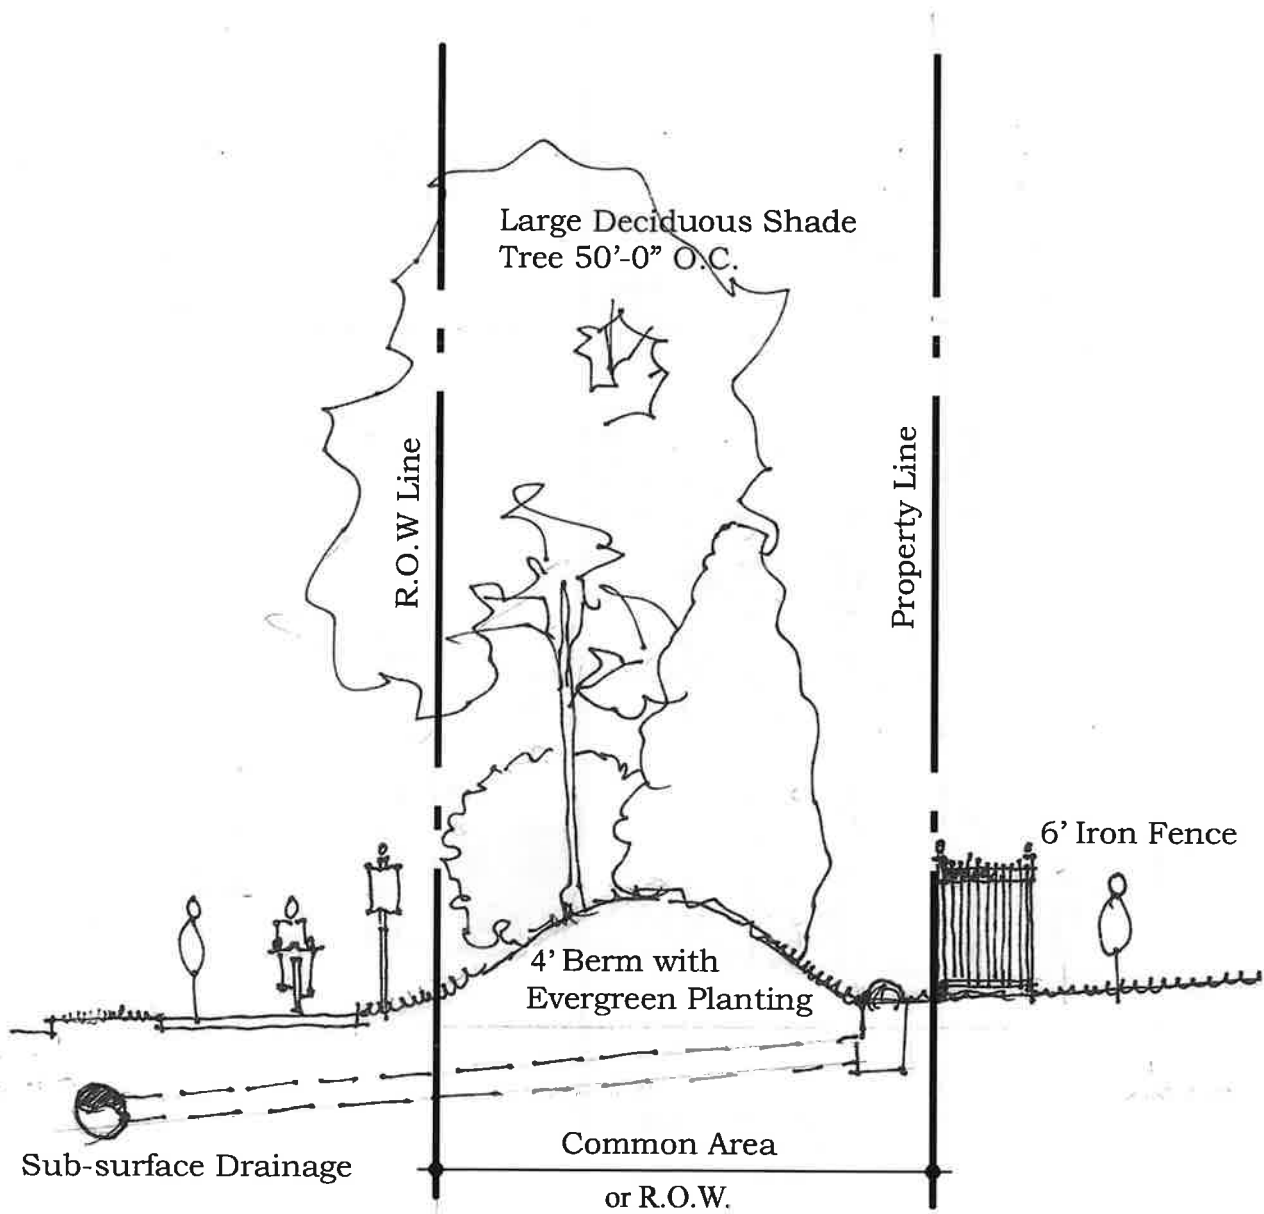 Large Deciduous Shade
Tree 50'-0" O.C.
R.O.W Line
Property Line
6' Iron Fence
4' Berm with
Evergreen Planting
Sub-surface Drainage
Common Area
or R.O.W.